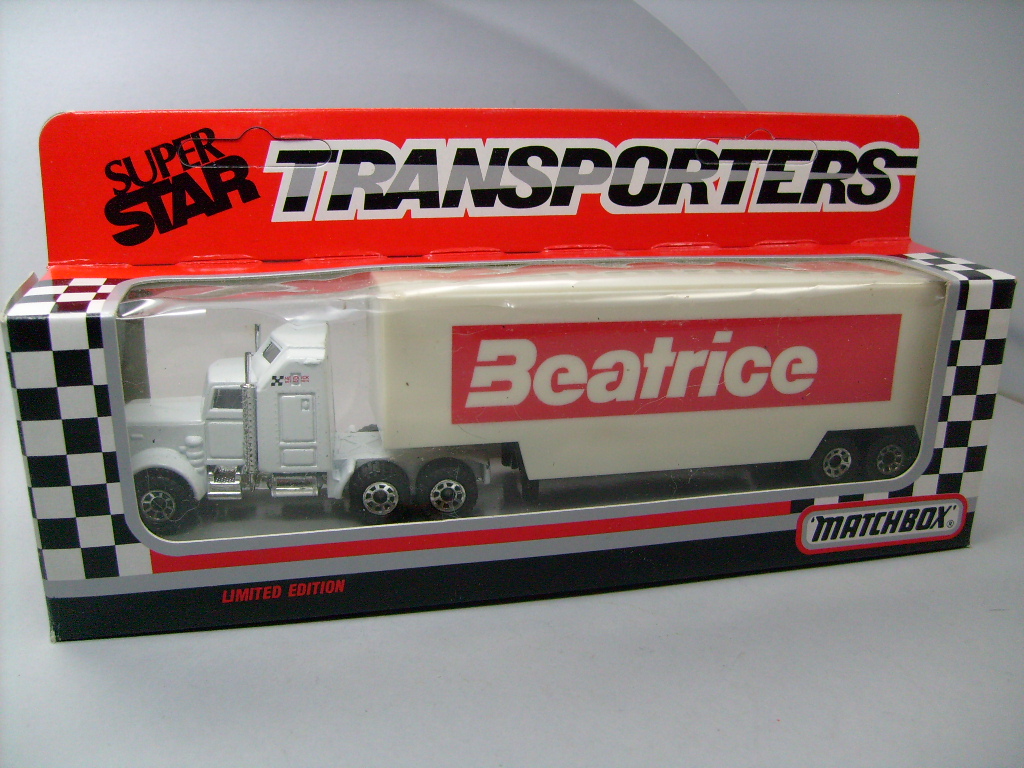 SUPER
STAR
TRANSPORTERS
Beatrice
'MATCHBOX'®
LIMITED EDITION